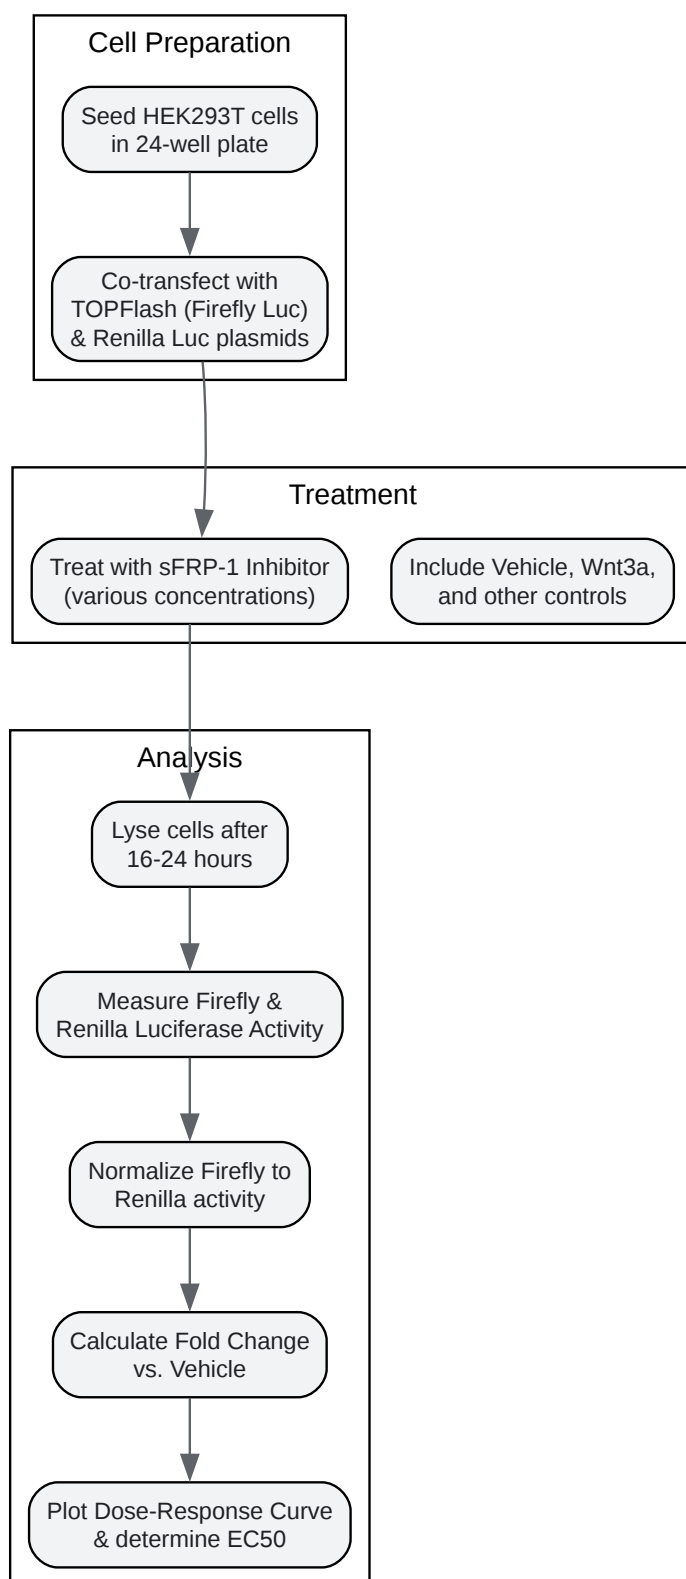 Cell Preparation
Seed HEK293T cells
in 24-well plate
Co-transfect with
TOPFlash (Firefly Luc)
& Renilla Luc plasmids
Treatment
Treat with sFRP-1 Inhibitor
(various concentrations)
Include Vehicle, Wnt3a,
and other controls
Analysis
Lyse cells after
16-24 hours
Measure Firefly &
Renilla Luciferase Activity
Normalize Firefly to
Renilla activity
Calculate Fold Change
vs. Vehicle
Plot Dose-Response Curve
& determine EC50